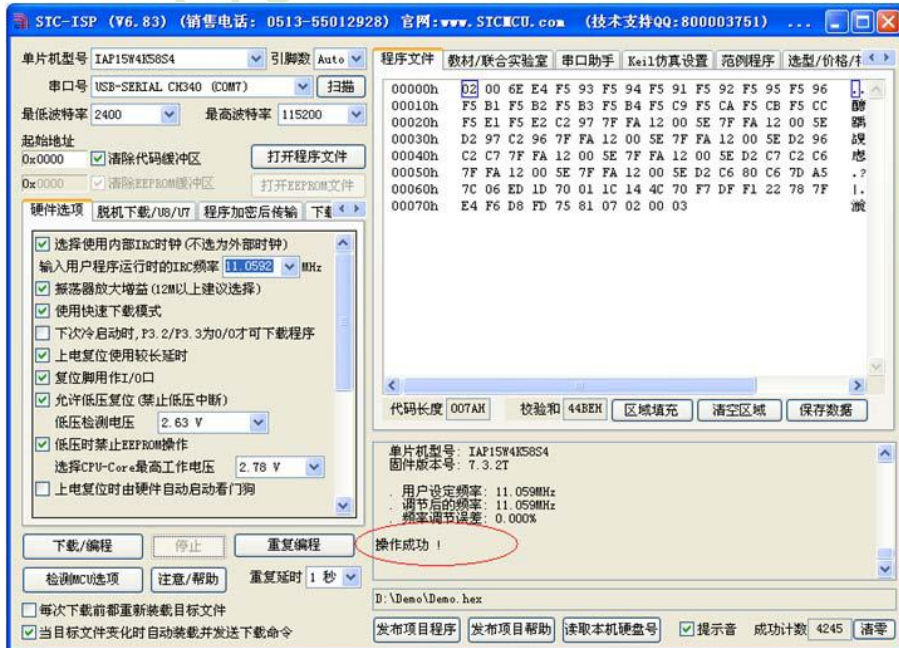 STC-ISP (V6.83) (销售电话: 0513-55012928) 官网:www.STCMCU.com (技术支持QQ:800003751) ...
单片机型号 IAP15W4K58S4 引脚数 Auto
串口号 USB-SERIAL CH340 (COM7) 扫描
最低波特率 2400 最高波特率 115200
起始地址
0x0000 清除代码缓冲区 打开程序文件
0x0000 清除EEPROM缓冲区 打开EEPROM文件
硬件选项 脱机下载/U8/U7 程序加密后传输
选择使用内部IRC时钟(不选为外部时钟)
输入用户程序运行时的IRC频率 11.0592 MHz
振荡器放大增益(12M以上建议选择)
使用快速下载模式
下次冷启动时,P3.2/P3.3为0/0才可下载程序
上电复位使用较长延时
复位脚用作I/O口
允许低压复位(禁止低压中断)
低压检测电压 2.63 V
低压时禁止EEPROM操作
选择CPU-Core最高工作电压 2.78 V
上电复位时由硬件自动启动看门狗
下载/编程 停止 重复编程
检测MCU选项 注意/帮助 重复延时 1 秒
每次下载前都重新装载目标文件
当目标文件变化时自动装载并发送下载命令
程序文件 教材/联合实验室 串口助手 Keil仿真设置 范例程序 选型/价格/
00000h 02 00 6E E4 F5 93 F5 94 F5 91 F5 92 F5 95 F5 96
00010h F5 B1 F5 B2 F5 B3 F5 B4 F5 C9 F5 CA F5 CB F5 CC
00020h F5 E1 F5 E2 C2 97 7F FA 12 00 5E 7F FA 12 00 5E
00030h D2 97 C2 96 7F FA 12 00 5E 7F FA 12 00 5E D2 96
00040h C2 C7 7F FA 12 00 5E 7F FA 12 00 5E D2 C7 C2 C6
00050h 7F FA 12 00 5E 7F FA 12 00 5E D2 C6 80 C6 7D A5 .?
00060h 7C 06 ED 1D 70 01 1C 14 4C 70 F7 DF F1 22 78 7F |.
00070h E4 F6 D8 FD 75 81 07 02 00 03
代码长度 007AH 校验和 44BEH 区域填充 清空区域 保存数据
单片机型号: IAP15W4K58S4
固件版本号: 7.3.2T
. 用户设定频率: 11.059MHz
. 调节后的频率: 11.059MHz
. 频率调节误差: 0.000%
操作成功 !
D:\Demo\Demo.hex
发布项目程序 发布项目帮助 读取本机硬盘号 提示音 成功计数 4245 清零